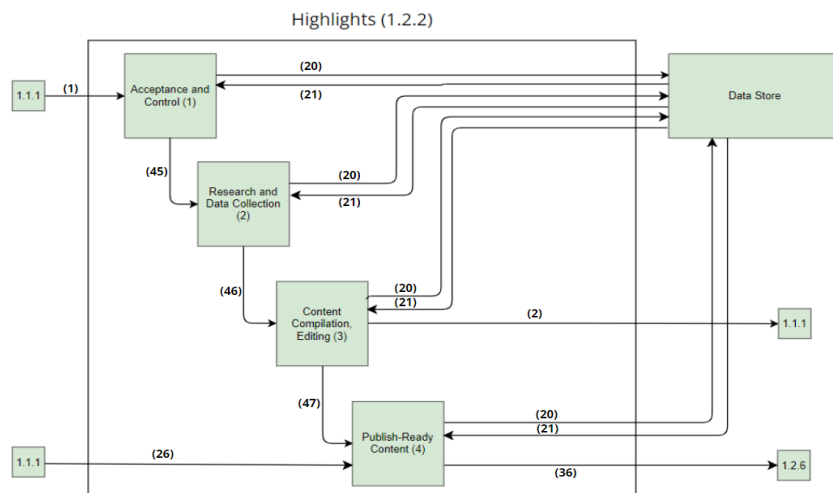 Highlights (1.2.2)
1.1.1
(1)
Acceptance and
Control (1)
(20)
(21)
Data Store
(45)
Research and
Data Collection
(2)
(20)
(21)
(46)
Content
Compilation,
Editing (3)
(20)
(21)
(2)
1.1.1
(47)
Publish-Ready
Content (4)
(20)
(21)
1.1.1
(26)
(36)
1.2.6